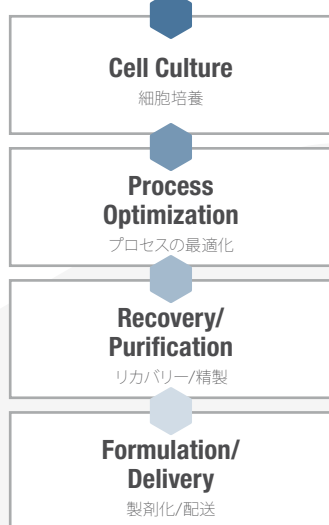 Cell Culture
細胞培養
Process
Optimization
プロセスの最適化
Recovery/
Purification
リカバリー/精製
Formulation/
Delivery
製剤化/配送